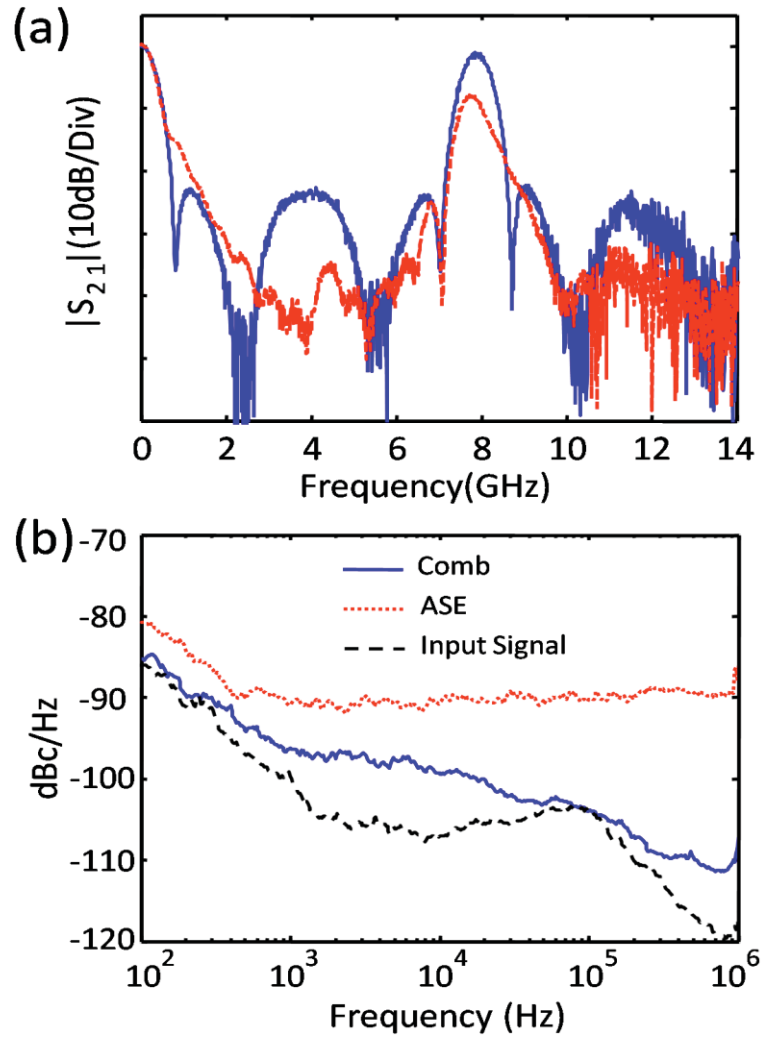 (a)
|S21|(10dB/Div)
0 2 4 6 8 10 12 14
Frequency(GHz)
(b)
-70
-80
-90
-100
-110
-120
dBc/Hz
Comb
ASE
Input Signal
10^2 10^3 10^4 10^5 10^6
Frequency (Hz)